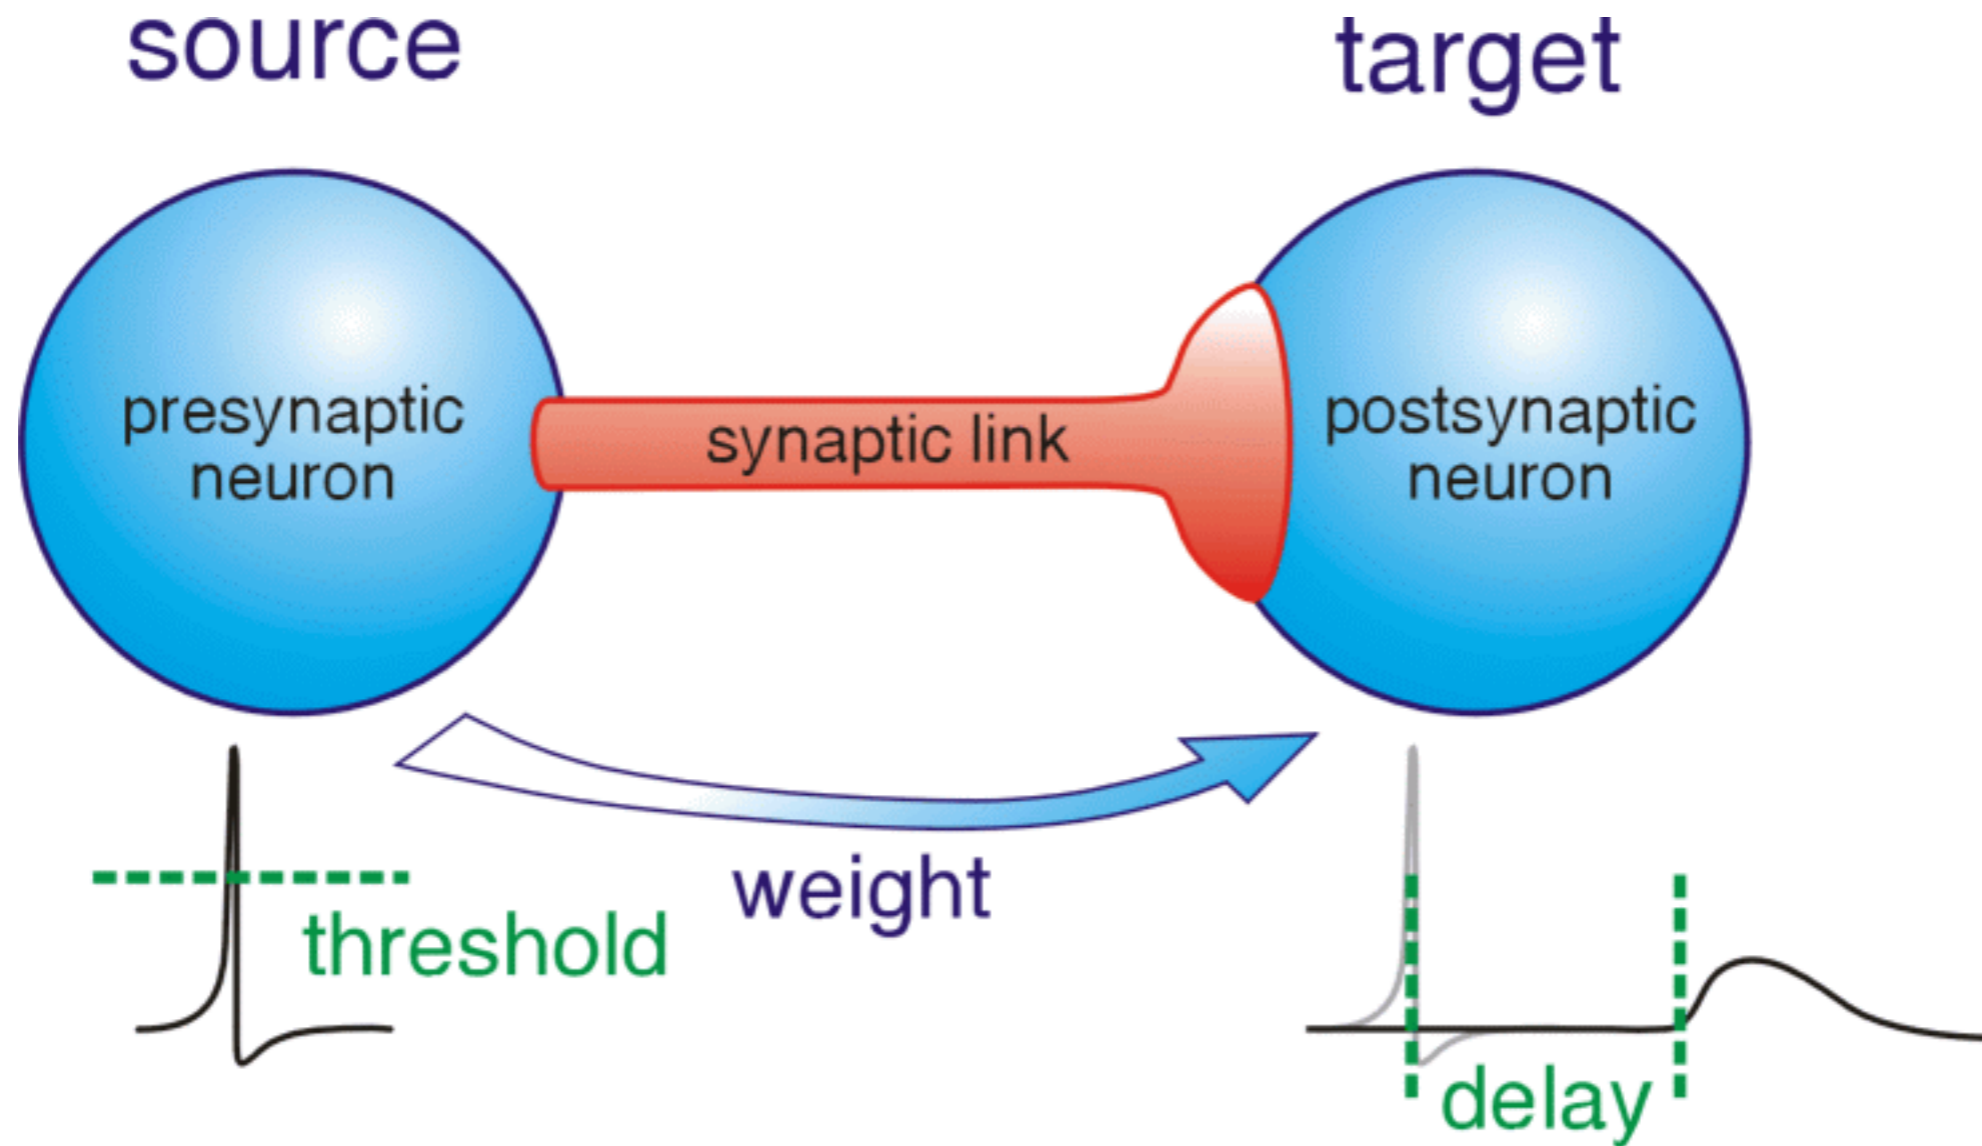 source
target
presynaptic
neuron
synaptic link
postsynaptic
neuron
weight
threshold
delay